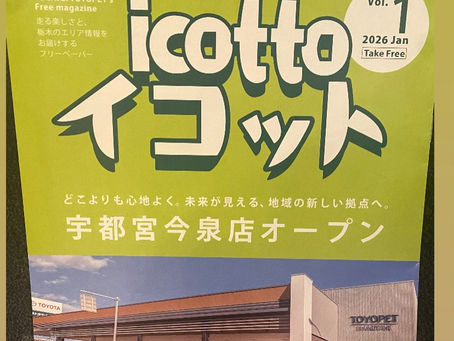 Free magazine
走る楽しさと、
栃木のエリア情報を
お届けする
フリーペーパー
icotto
イコット
Vol. 1
2026 Jan
Take Free
どこよりも心地よく。未来が見える、地域の新しい拠点へ。
宇都宮今泉店オープン
TOYOTA
TOYOPET